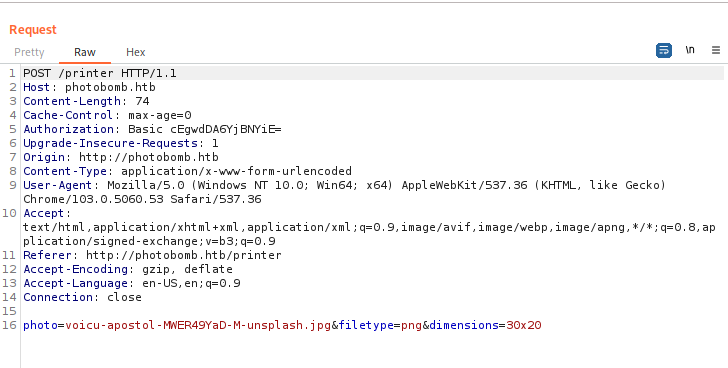 Request
Pretty Raw Hex \n
1 POST /printer HTTP/1.1
2 Host: photobomb.htb
3 Content-Length: 74
4 Cache-Control: max-age=0
5 Authorization: Basic cEgwdDA6YjBNYiE=
6 Upgrade-Insecure-Requests: 1
7 Origin: http://photobomb.htb
8 Content-Type: application/x-www-form-urlencoded
9 User-Agent: Mozilla/5.0 (Windows NT 10.0; Win64; x64) AppleWebKit/537.36 (KHTML, like Gecko)
Chrome/103.0.5060.53 Safari/537.36
10 Accept:
text/html,application/xhtml+xml,application/xml;q=0.9,image/avif,image/webp,image/apng,*/*;q=0.8,ap
plication/signed-exchange;v=b3;q=0.9
11 Referer: http://photobomb.htb/printer
12 Accept-Encoding: gzip, deflate
13 Accept-Language: en-US,en;q=0.9
14 Connection: close
15
16 photo=voicu-apostol-MWER49YaD-M-unsplash.jpg&filetype=png&dimensions=30x20